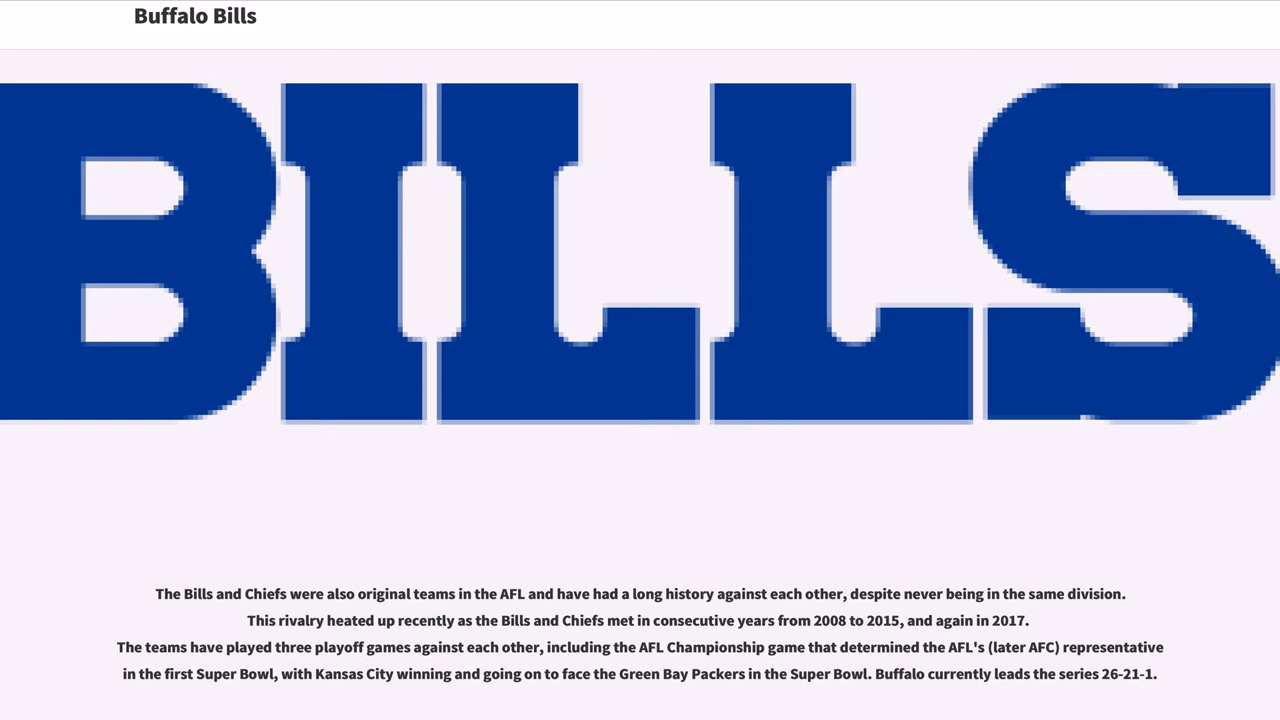 Buffalo Bills
BILLS
The Bills and Chiefs were also original teams in the AFL and have had a long history against each other, despite never being in the same division.
This rivalry heated up recently as the Bills and Chiefs met in consecutive years from 2008 to 2015, and again in 2017.
The teams have played three playoff games against each other, including the AFL Championship game that determined the AFL's (later AFC) representative
in the first Super Bowl, with Kansas City winning and going on to face the Green Bay Packers in the Super Bowl. Buffalo currently leads the series 26-21-1.